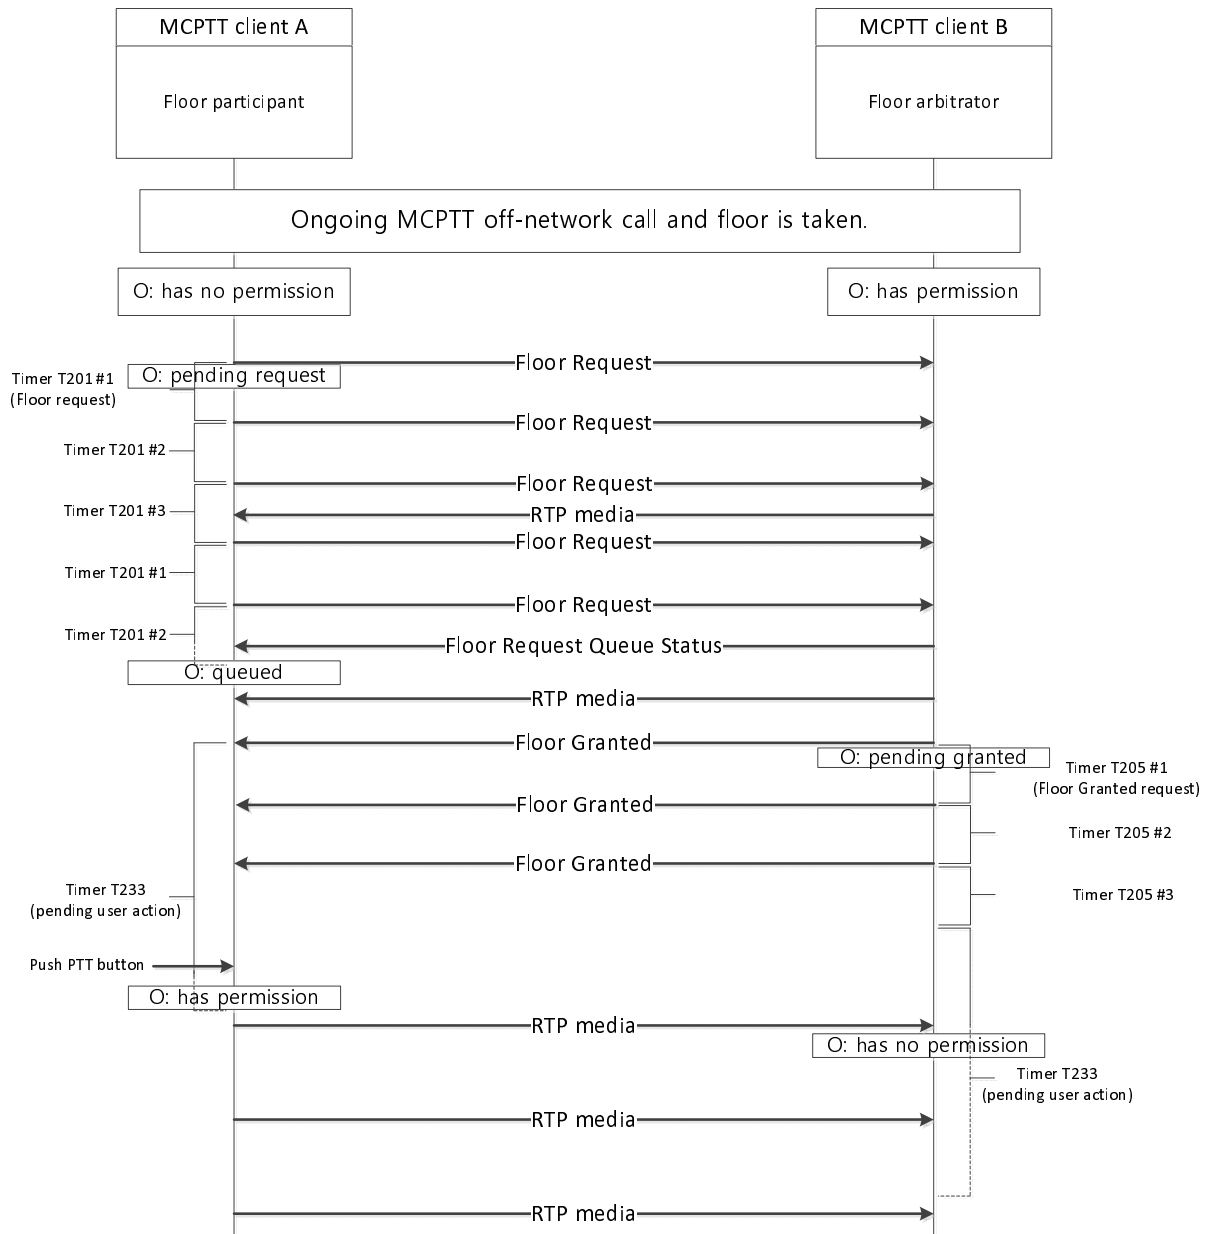 MCPTT client A
MCPTT client B
Floor participant
Floor arbitrator
Ongoing MCPTT off-network call and floor is taken.
O: has no permission
O: has permission
Floor Request
O: pending request
Timer T201 #1
(Floor request)
Floor Request
Timer T201 #2
Floor Request
Timer T201 #3
RTP media
Floor Request
Timer T201 #1
Floor Request
Timer T201 #2
Floor Request Queue Status
O: queued
RTP media
Floor Granted
O: pending granted
Timer T205 #1
(Floor Granted request)
Floor Granted
Timer T205 #2
Floor Granted
Timer T233
(pending user action)
Timer T205 #3
Push PTT button
O: has permission
RTP media
O: has no permission
Timer T233
(pending user action)
RTP media
RTP media